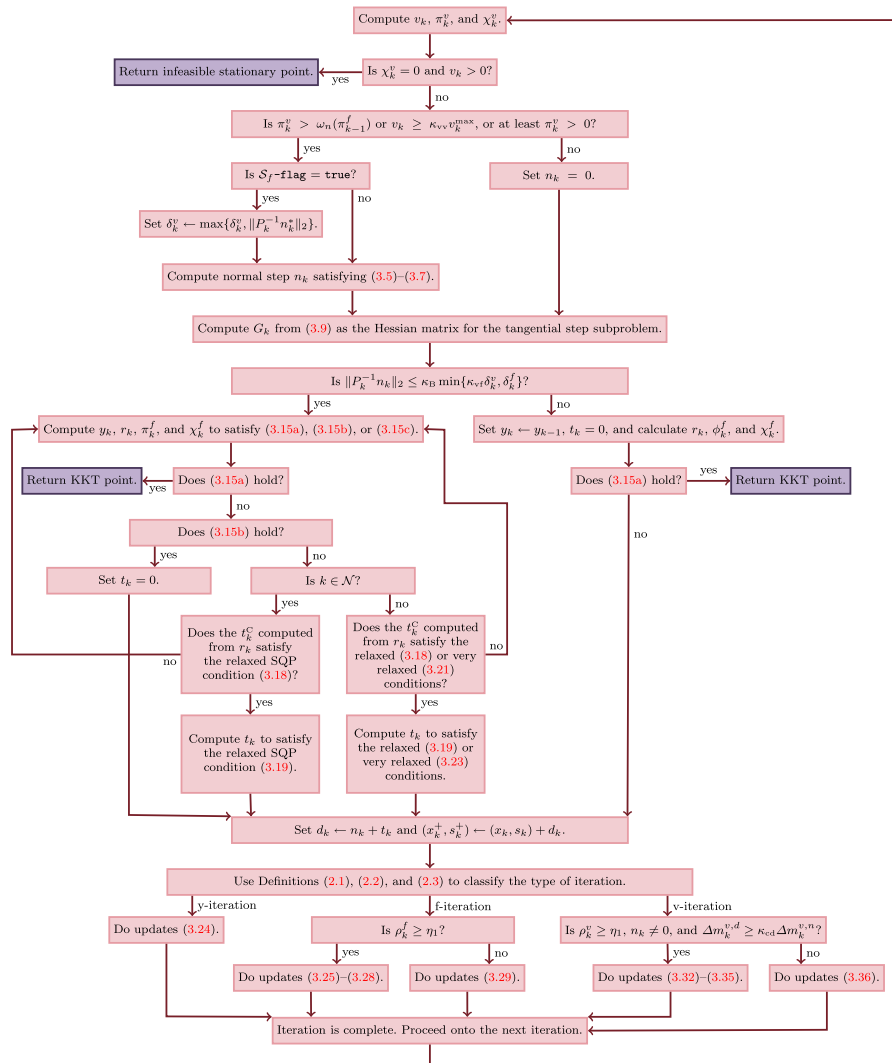 Compute v_k, π_k^v, and χ_k^v.
Return infeasible stationary point.
yes
Is χ_k^v = 0 and v_k > 0?
no
Is π_k^v > ω_n(π_{k−1}^f) or v_k ≥ κ_vv v_k^max, or at least π_k^v > 0?
yes
no
Is S_f-flag = true?
Set n_k = 0.
yes
no
Set δ_k^v ← max{δ_k^v, ‖P_k^{−1} n_k^*‖_2}.
Compute normal step n_k satisfying (3.5)–(3.7).
Compute G_k from (3.9) as the Hessian matrix for the tangential step subproblem.
Is ‖P_k^{−1} n_k‖_2 ≤ κ_B min{κ_vf δ_k^v, δ_k^f}?
yes
no
Compute y_k, r_k, π_k^f, and χ_k^f to satisfy (3.15a), (3.15b), or (3.15c).
Set y_k ← y_{k−1}, t_k = 0, and calculate r_k, ϕ_k^f, and χ_k^f.
Return KKT point.
yes
Does (3.15a) hold?
Does (3.15a) hold?
yes
Return KKT point.
no
Does (3.15b) hold?
no
yes
no
Set t_k = 0.
Is k ∈ N?
yes
no
Does the t_k^C computed
from r_k satisfy
the relaxed SQP
condition (3.18)?
no
Does the t_k^C computed
from r_k satisfy the
relaxed (3.18) or very
relaxed (3.21)
conditions?
no
yes
yes
Compute t_k to satisfy
the relaxed SQP
condition (3.19).
Compute t_k to satisfy
the relaxed (3.19) or
very relaxed (3.23)
conditions.
Set d_k ← n_k + t_k and (x_k^+, s_k^+) ← (x_k, s_k) + d_k.
Use Definitions (2.1), (2.2), and (2.3) to classify the type of iteration.
y-iteration
f-iteration
v-iteration
Do updates (3.24).
Is ρ_k^f ≥ η_1?
Is ρ_k^v ≥ η_1, n_k ≠ 0, and Δm_k^{v,d} ≥ κ_cd Δm_k^{v,n}?
yes
no
yes
no
Do updates (3.25)–(3.28).
Do updates (3.29).
Do updates (3.32)–(3.35).
Do updates (3.36).
Iteration is complete. Proceed onto the next iteration.